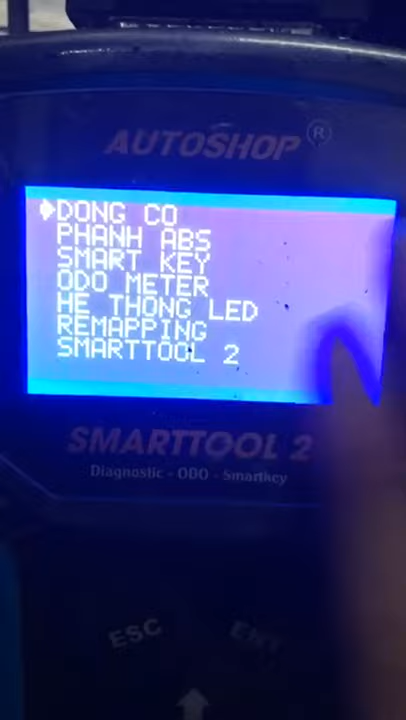 AUTOSHOP ®
DONG CO
PHANH ABS
SMART KEY
ODO METER
HE THONG LED
REMAPPING
SMARTTOOL 2
SMARTTOOL 2
Diagnostic - ODO - Smartkey
ESC
ENT